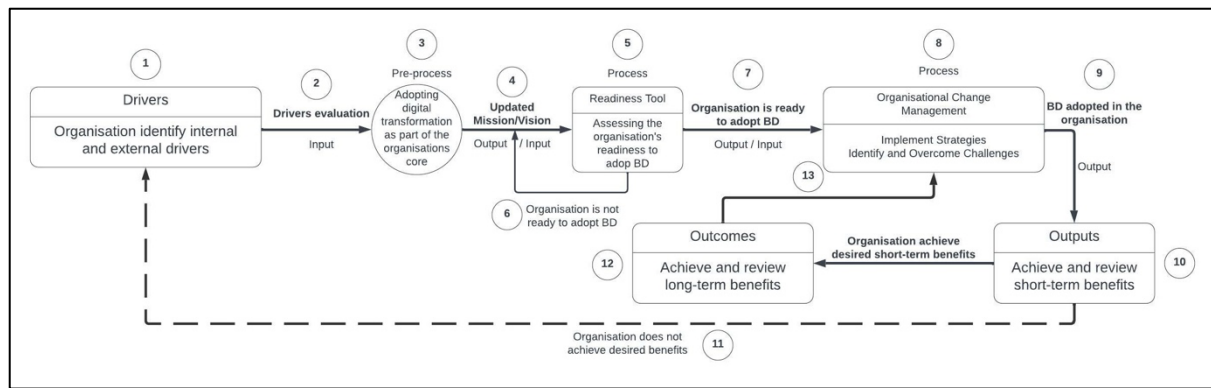 1
Drivers
Organisation identify internal
and external drivers
2
Drivers evaluation
Input
3
Pre-process
Adopting
digital
transformation
as part of the
organisations
core
4
Updated
Mission/Vision
Output / Input
5
Process
Readiness Tool
Assessing the
organisation's
readiness to
adop BD
6
Organisation is not
ready to adopt BD
7
Organisation is ready
to adopt BD
Output / Input
8
Process
Organisational Change
Management
Implement Strategies
Identify and Overcome Challenges
9
BD adopted in the
organisation
Output
10
Outputs
Achieve and review
short-term benefits
Organisation achieve
desired short-term benefits
11
Organisation does not
achieve desired benefits
12
Outcomes
Achieve and review
long-term benefits
13